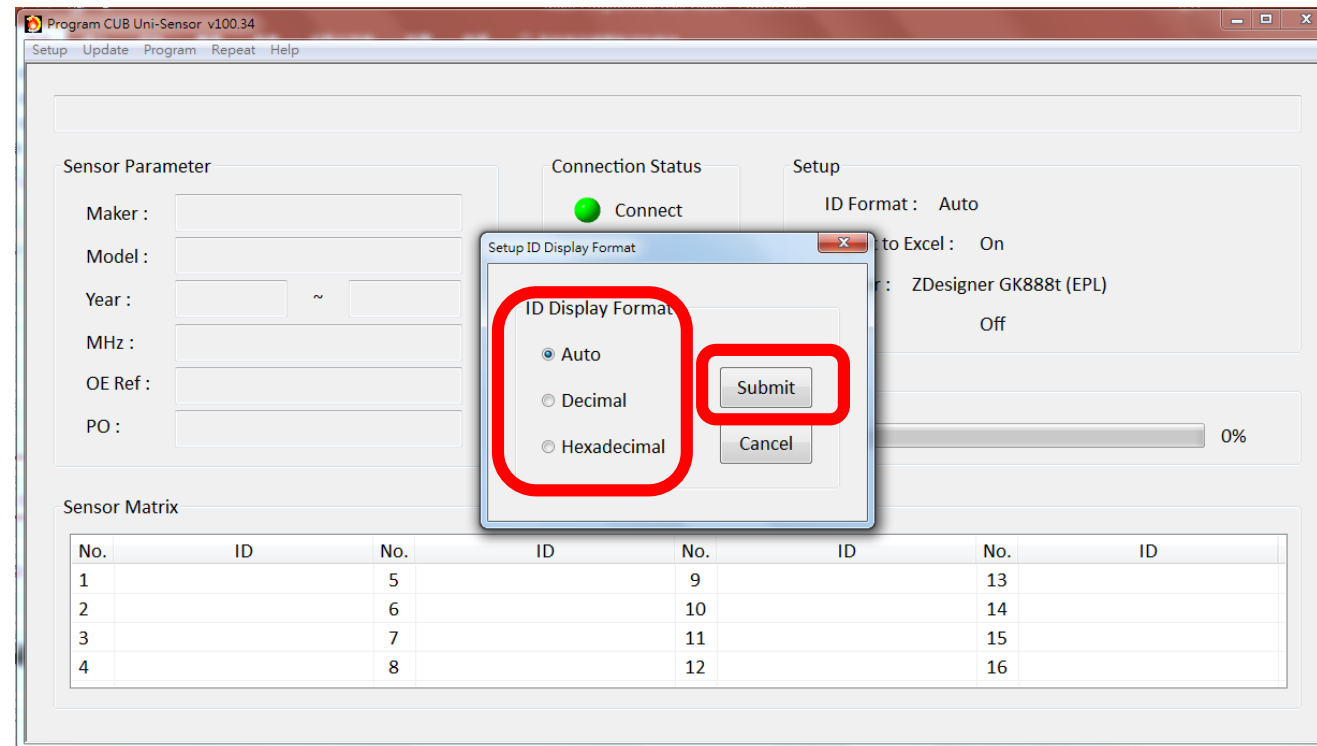 Program CUB Uni-Sensor v100.34
Setup Update Program Repeat Help
Sensor Parameter
Maker :
Model :
Year : ~
MHz :
OE Ref :
PO :
Connection Status
Connect
Setup
ID Format : Auto
to Excel : On
ZDesigner GK888t (EPL)
Off
0%
Setup ID Display Format
ID Display Format
Auto
Decimal
Hexadecimal
Submit
Cancel
Sensor Matrix
No. ID No. ID No. ID No. ID
1 5 9 13
2 6 10 14
3 7 11 15
4 8 12 16